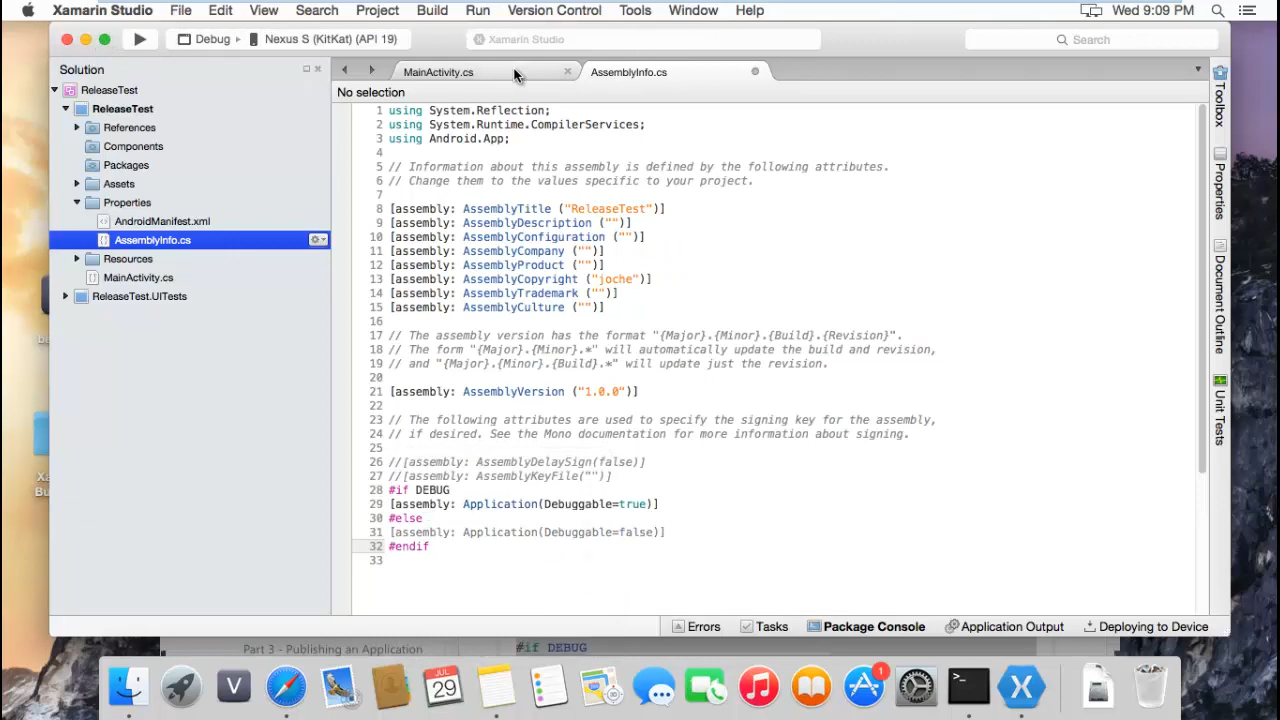 Xamarin Studio File Edit View Search Project Build Run Version Control Tools Window Help Wed 9:09 PM
Debug Nexus S (KitKat) (API 19) Xamarin Studio Search
Solution
ReleaseTest
ReleaseTest
References
Components
Packages
Assets
Properties
AndroidManifest.xml
AssemblyInfo.cs
Resources
MainActivity.cs
ReleaseTest.UITests
MainActivity.cs AssemblyInfo.cs
No selection
1 using System.Reflection;
2 using System.Runtime.CompilerServices;
3 using Android.App;
4
5 // Information about this assembly is defined by the following attributes.
6 // Change them to the values specific to your project.
7
8 [assembly: AssemblyTitle ("ReleaseTest")]
9 [assembly: AssemblyDescription ("")]
10 [assembly: AssemblyConfiguration ("")]
11 [assembly: AssemblyCompany ("")]
12 [assembly: AssemblyProduct ("")]
13 [assembly: AssemblyCopyright ("joche")]
14 [assembly: AssemblyTrademark ("")]
15 [assembly: AssemblyCulture ("")]
16
17 // The assembly version has the format "{Major}.{Minor}.{Build}.{Revision}".
18 // The form "{Major}.{Minor}.*" will automatically update the build and revision,
19 // and "{Major}.{Minor}.{Build}.*" will update just the revision.
20
21 [assembly: AssemblyVersion ("1.0.0")]
22
23 // The following attributes are used to specify the signing key for the assembly,
24 // if desired. See the Mono documentation for more information about signing.
25
26 //[assembly: AssemblyDelaySign(false)]
27 //[assembly: AssemblyKeyFile("")]
28 #if DEBUG
29 [assembly: Application(Debuggable=true)]
30 #else
31 [assembly: Application(Debuggable=false)]
32 #endif
33
Toolbox
Properties
Document Outline
Unit Tests
Errors Tasks Package Console Application Output Deploying to Device
Part 3 - Publishing an Application #if DEBUG
V
JUL
29
1